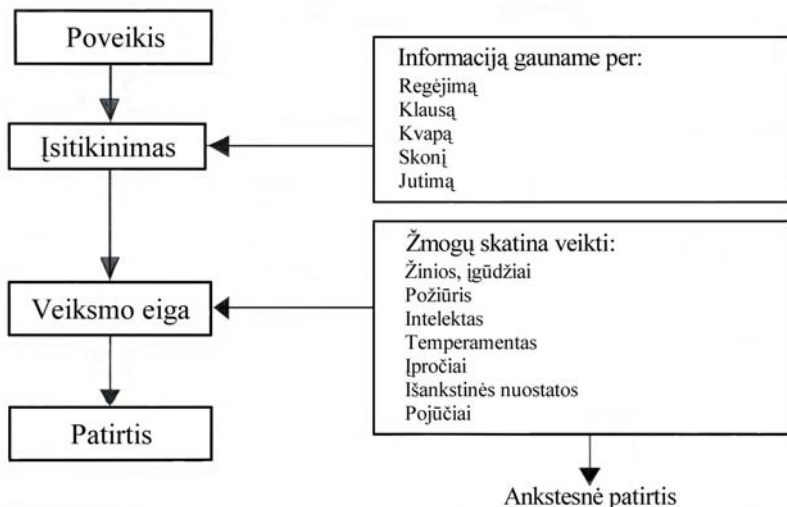 Poveikis
Įsitikinimas
Veiksmo eiga
Patirtis
Informaciją gauname per:
Regėjimą
Klausą
Kvapą
Skonį
Jutimą
Žmogų skatina veikti:
Žinios, įgūdžiai
Požiūris
Intelektas
Temperamentas
Įpročiai
Išankstinės nuostatos
Pojūčiai
Ankstesnė patirtis